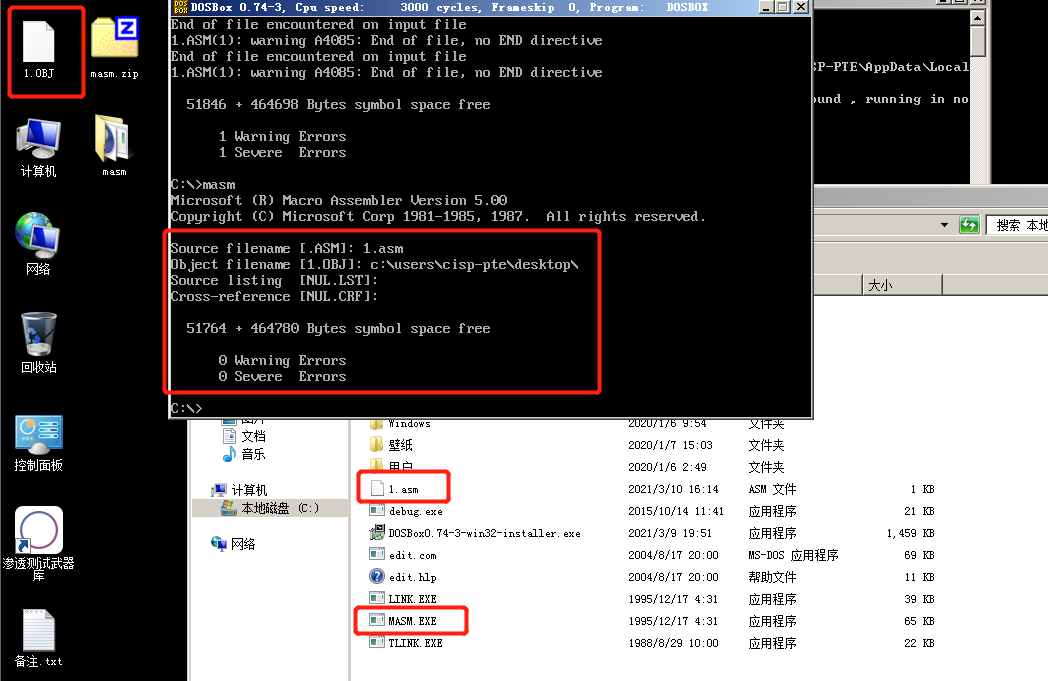 1.OBJ
masm.zip
计算机
masm
网络
回收站
控制面板
渗透测试武器
库
备注.txt
DOSBox 0.74-3, Cpu speed: 3000 cycles, Frameskip 0, Program: DOSBOX
End of file encountered on input file
1.ASM(1): warning A4085: End of file, no END directive
End of file encountered on input file
1.ASM(1): warning A4085: End of file, no END directive
51846 + 464698 Bytes symbol space free
1 Warning Errors
1 Severe Errors
C:\>masm
Microsoft (R) Macro Assembler Version 5.00
Copyright (C) Microsoft Corp 1981-1985, 1987. All rights reserved.
Source filename [.ASM]: 1.asm
Object filename [1.OBJ]: c:\users\cisp-pte\desktop\
Source listing [NUL.LST]:
Cross-reference [NUL.CRF]:
51764 + 464780 Bytes symbol space free
0 Warning Errors
0 Severe Errors
C:\>
SP-PTE\AppData\Local
ound , running in no
搜索 本地
大小
图片
文档
音乐
计算机
本地磁盘 (C:)
网络
Windows 2020/1/6 9:54 文件夹
壁纸 2020/1/7 15:03 文件夹
用户 2020/1/6 2:49 文件夹
1.asm 2021/3/10 16:14 ASM 文件 1 KB
debug.exe 2015/10/14 11:41 应用程序 21 KB
DOSBox0.74-3-win32-installer.exe 2021/3/9 19:51 应用程序 1,459 KB
edit.com 2004/8/17 20:00 MS-DOS 应用程序 69 KB
edit.hlp 2004/8/17 20:00 帮助文件 11 KB
LINK.EXE 1995/12/17 4:31 应用程序 39 KB
MASM.EXE 1995/12/17 4:31 应用程序 65 KB
TLINK.EXE 1988/8/29 10:00 应用程序 22 KB